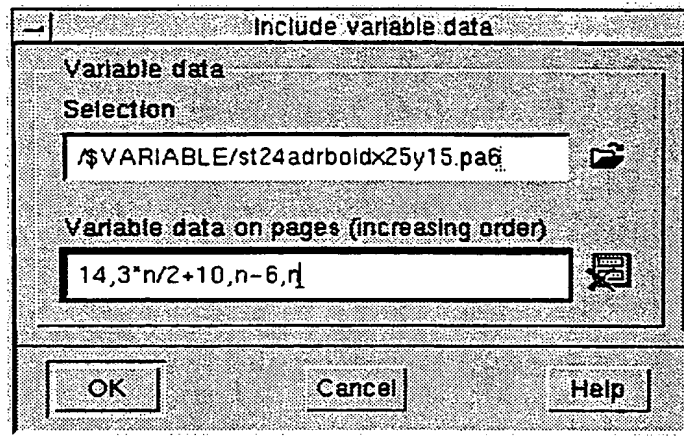 Include variable data
Variable data
Selection
/$VARIABLE/st24adrboldx25y15.pa6
Variable data on pages (increasing order)
14,3*n/2+10,n-6,n
OK Cancel Help